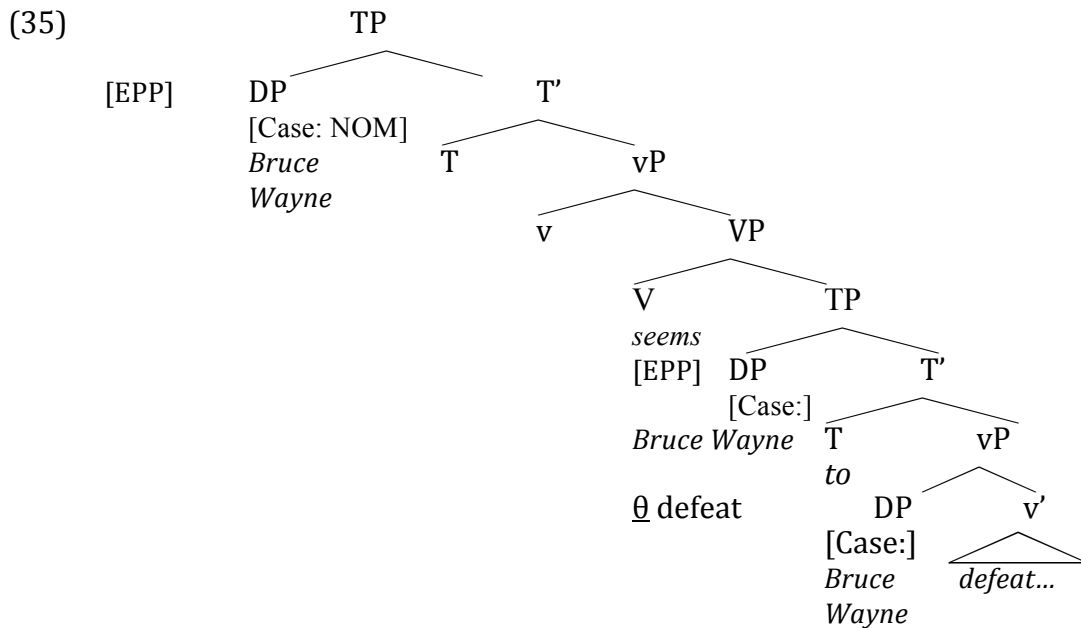 (35) TP
[EPP] DP T’
[Case: NOM]
Bruce T vP
Wayne
v VP
V TP
seems
[EPP] DP T’
[Case:]
Bruce Wayne T vP
to
θ defeat DP v’
[Case:]
Bruce defeat…
Wayne